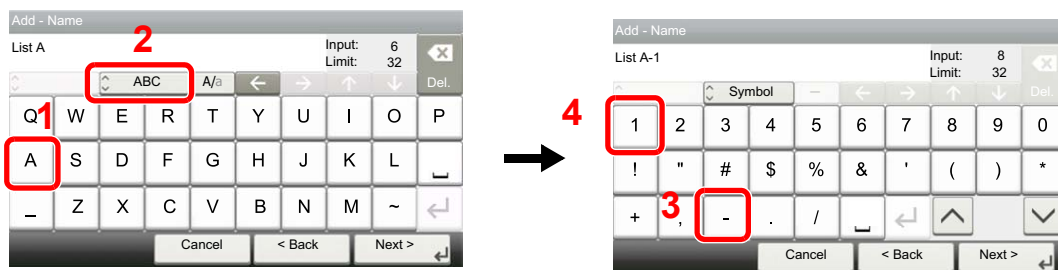 Add - Name
List A
2
Input: 6
Limit: 32
ABC
A/a
Del.
1
Q W E R T Y U I O P
A S D F G H J K L
_ Z X C V B N M ~
Cancel < Back Next >
Add - Name
List A-1
Input: 8
Limit: 32
Symbol
Del.
4
1 2 3 4 5 6 7 8 9 0
! " # $ % & ' ( ) *
3
+ , - . /
Cancel < Back Next >